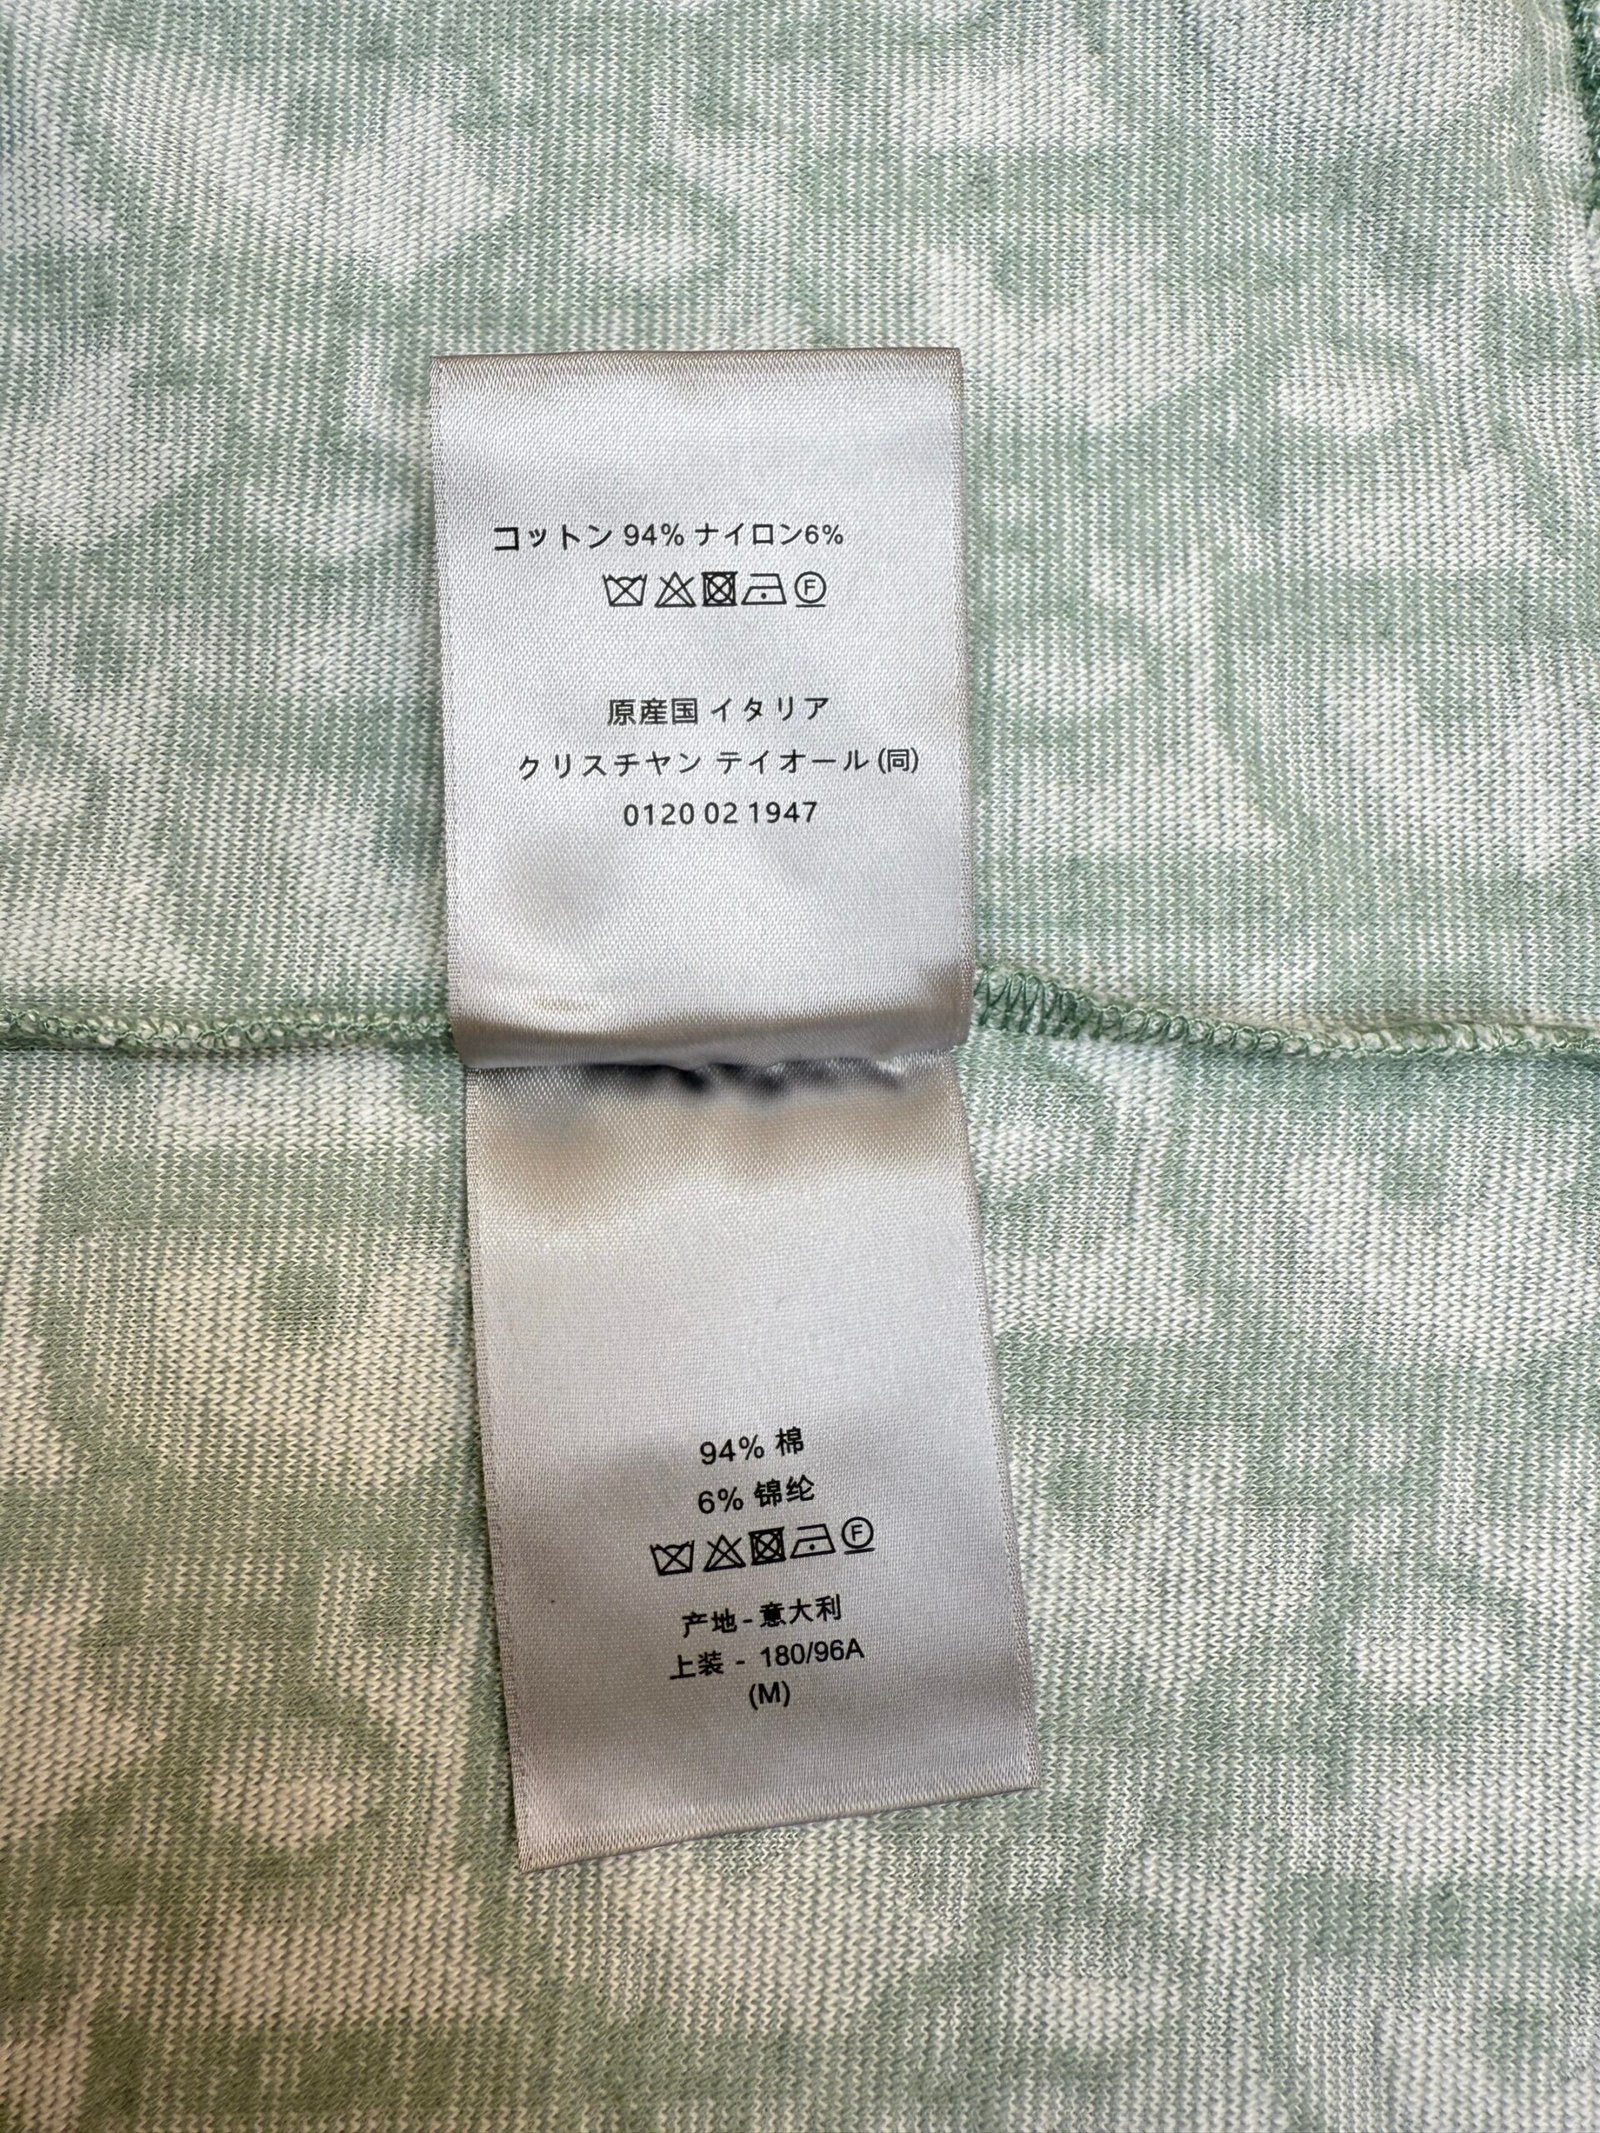 コットン 94% ナイロン6%
F
原産国 イタリア
クリスチヤン テイオール (同)
0120 02 1947
94% 棉
6% 锦纶
F
产地 - 意大利
上装 - 180/96A
(M)